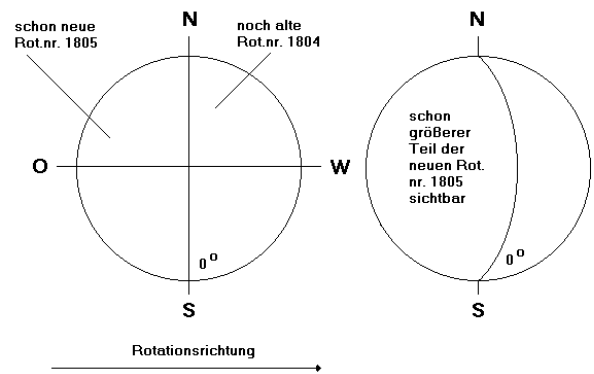 N
schon neue
Rot.nr. 1805
noch alte
Rot.nr. 1804
O
W
0°
S
N
schon
größerer
Teil der
neuen Rot.
nr. 1805
sichtbar
0°
S
Rotationsrichtung